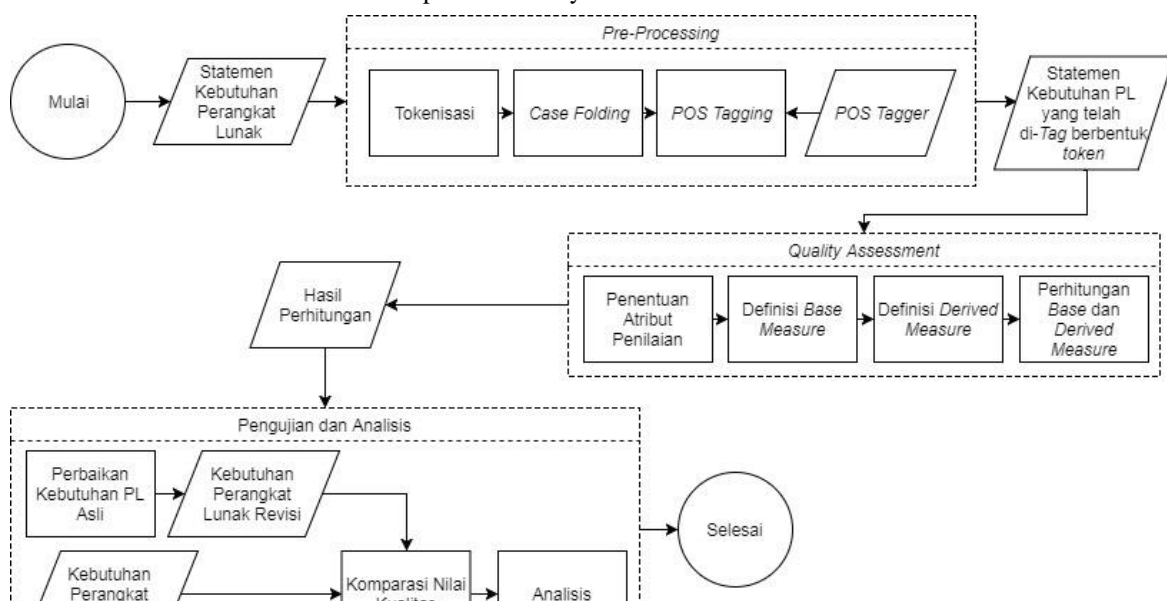 Pre-Processing
Mulai
Statemen
Kebutuhan
Perangkat
Lunak
Tokenisasi
Case Folding
POS Tagging
POS Tagger
Statemen
Kebutuhan PL
yang telah
di-Tag berbentuk
token
Quality Assessment
Penentuan
Atribut
Penilaian
Definisi Base
Measure
Definisi Derived
Measure
Perhitungan
Base dan
Derived
Measure
Hasil
Perhitungan
Pengujian dan Analisis
Perbaikan
Kebutuhan PL
Asli
Kebutuhan
Perangkat
Lunak Revisi
Selesai
Kebutuhan
Perangkat
Komparasi Nilai
Kualitas
Analisis